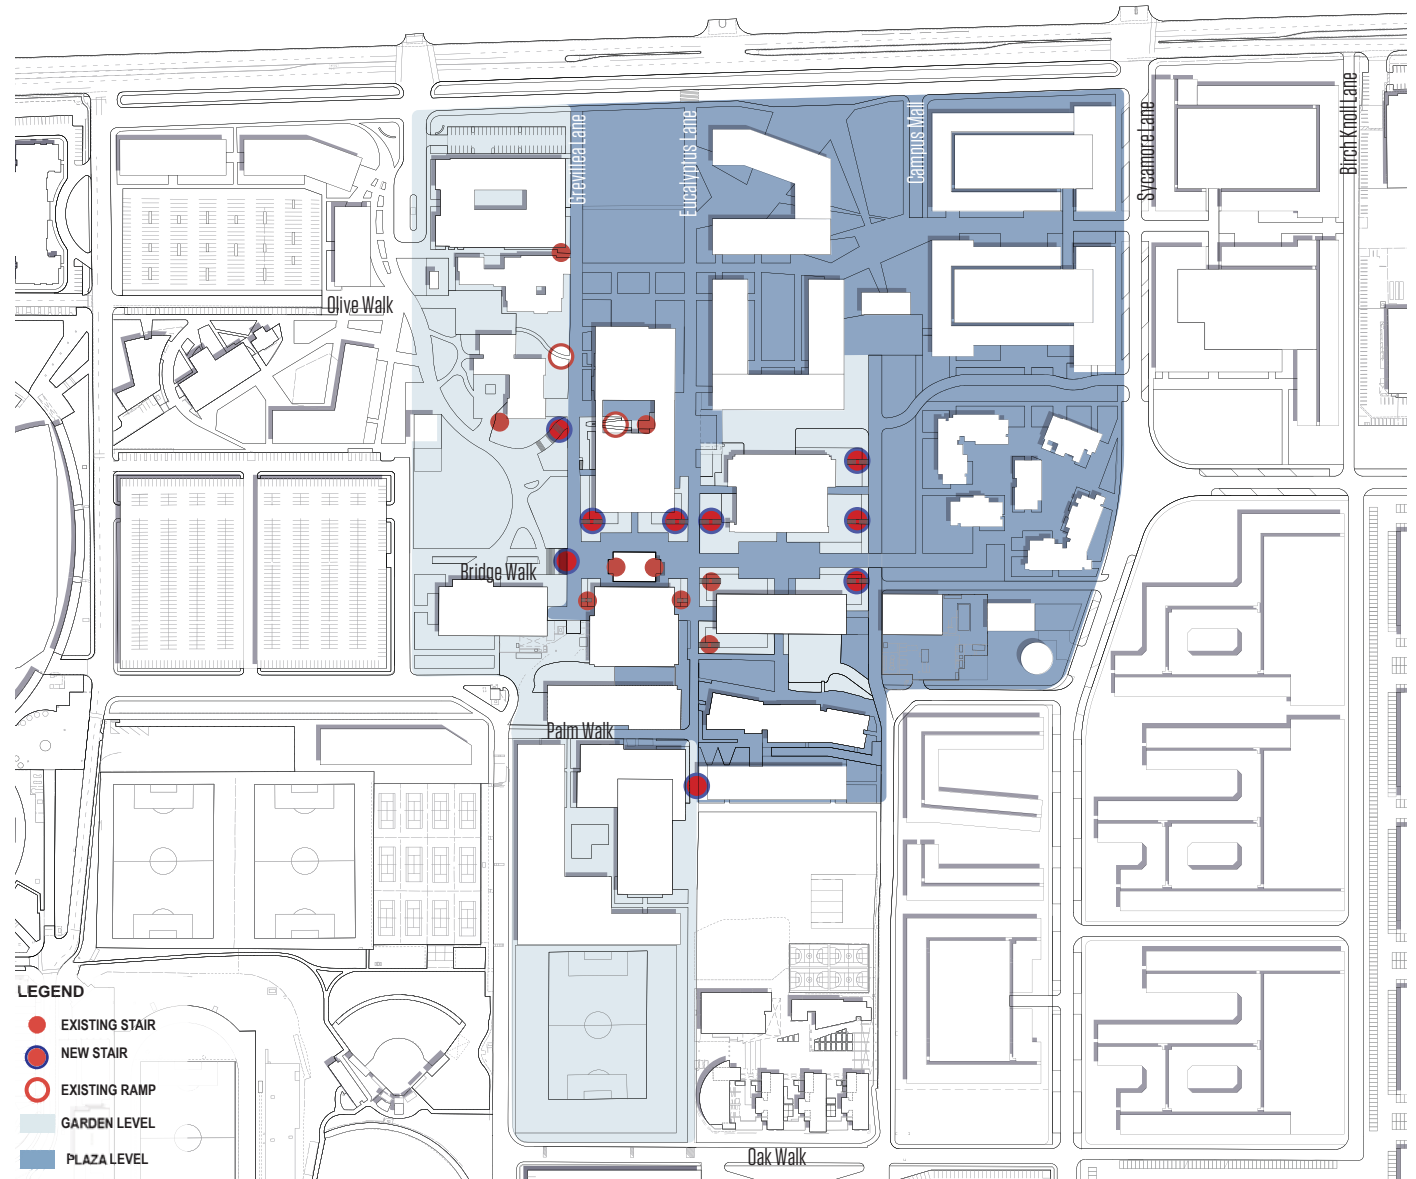 Grevillea Lane
Eucalyptus Lane
Campus Mall
Sycamore Lane
Birch Knoll Lane
Olive Walk
Bridge Walk
Palm Walk
Oak Walk
LEGEND
EXISTING STAIR
NEW STAIR
EXISTING RAMP
GARDEN LEVEL
PLAZA LEVEL